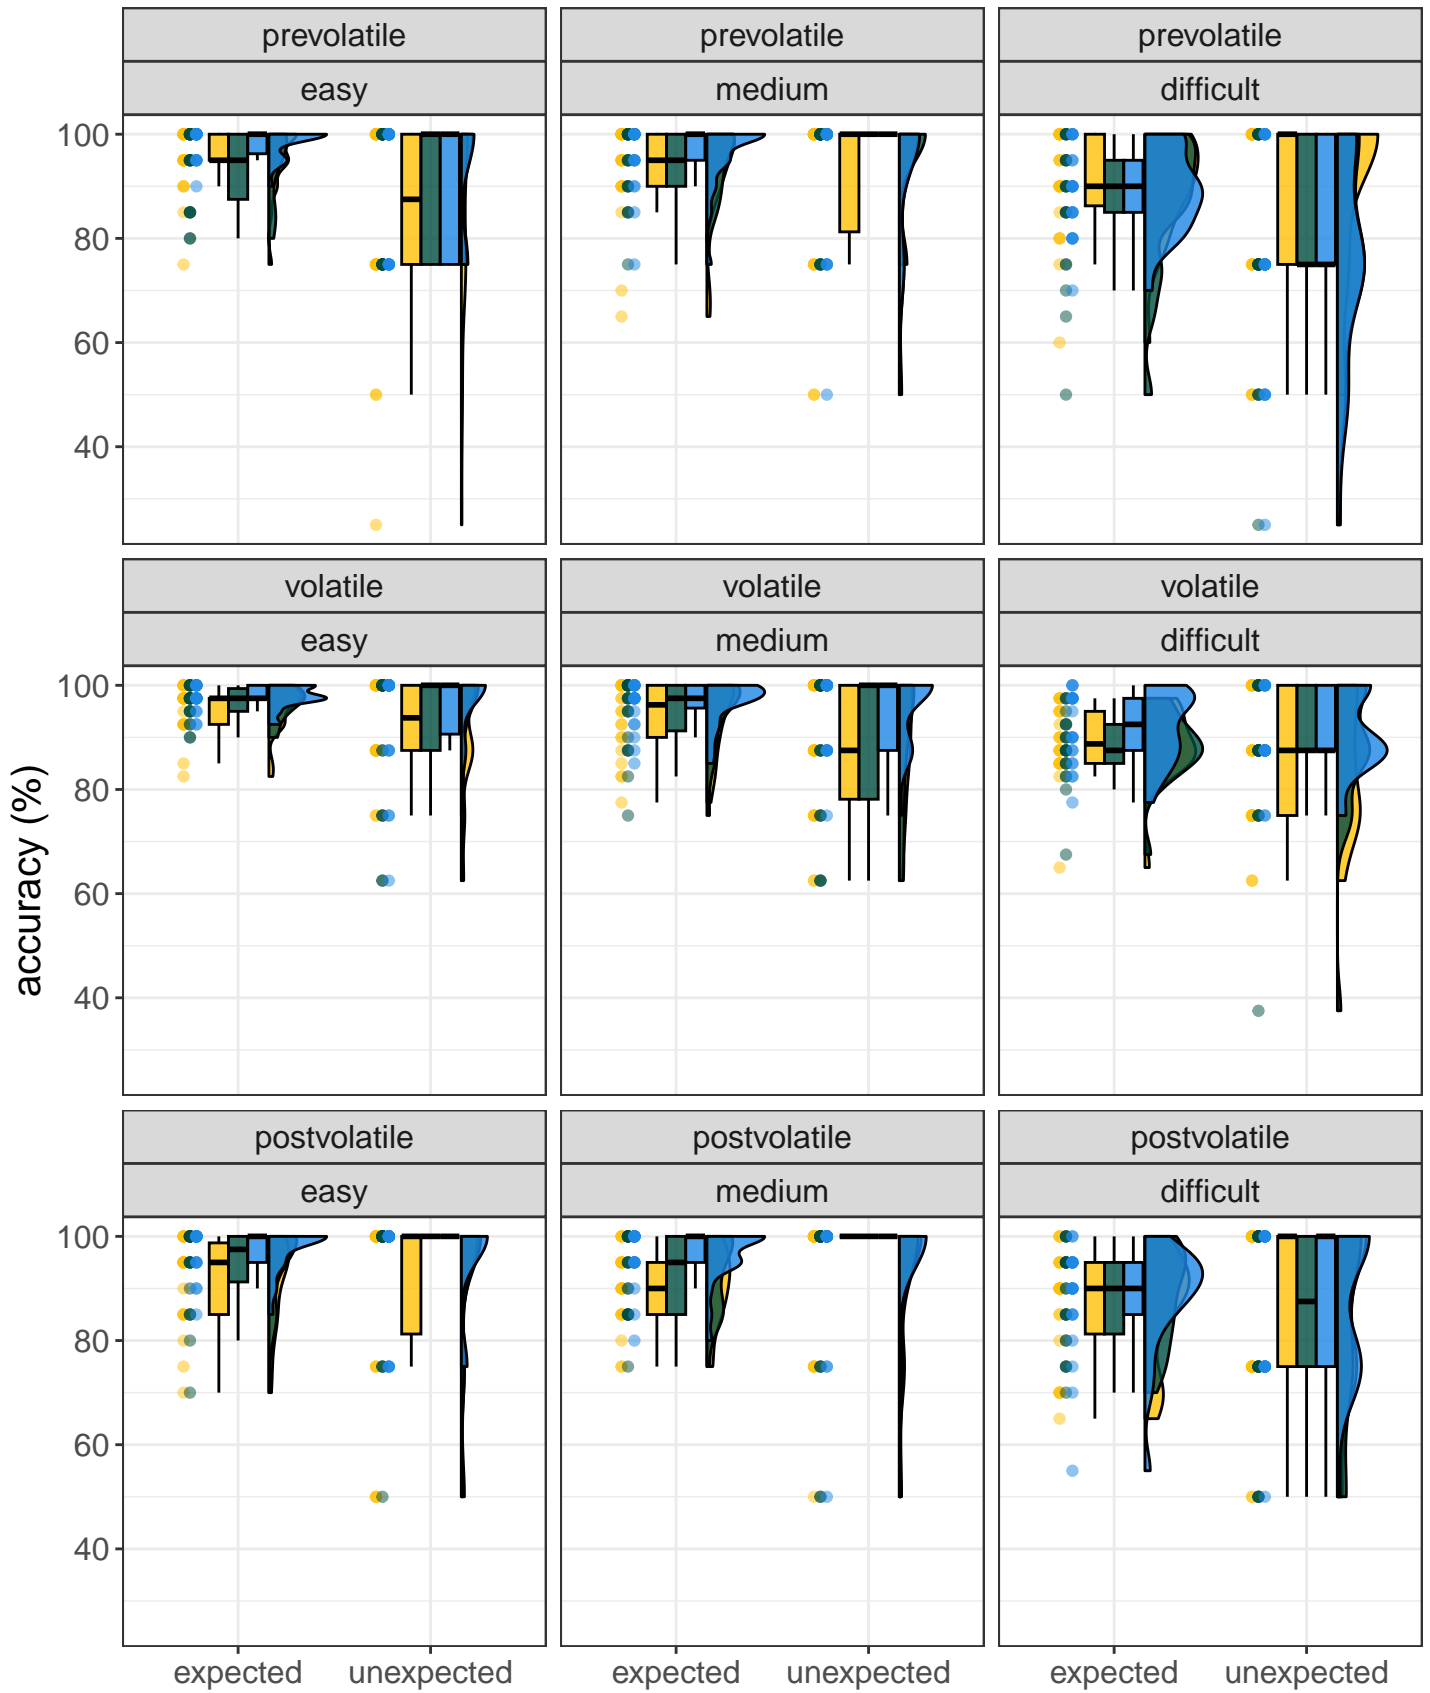 prevolatile prevolatile prevolatile
easy medium difficult
100
80
60
40
volatile volatile volatile
easy medium difficult
100
80
60
40
accuracy (%)
postvolatile postvolatile postvolatile
easy medium difficult
100
80
60
40
expected unexpected expected unexpected expected unexpected